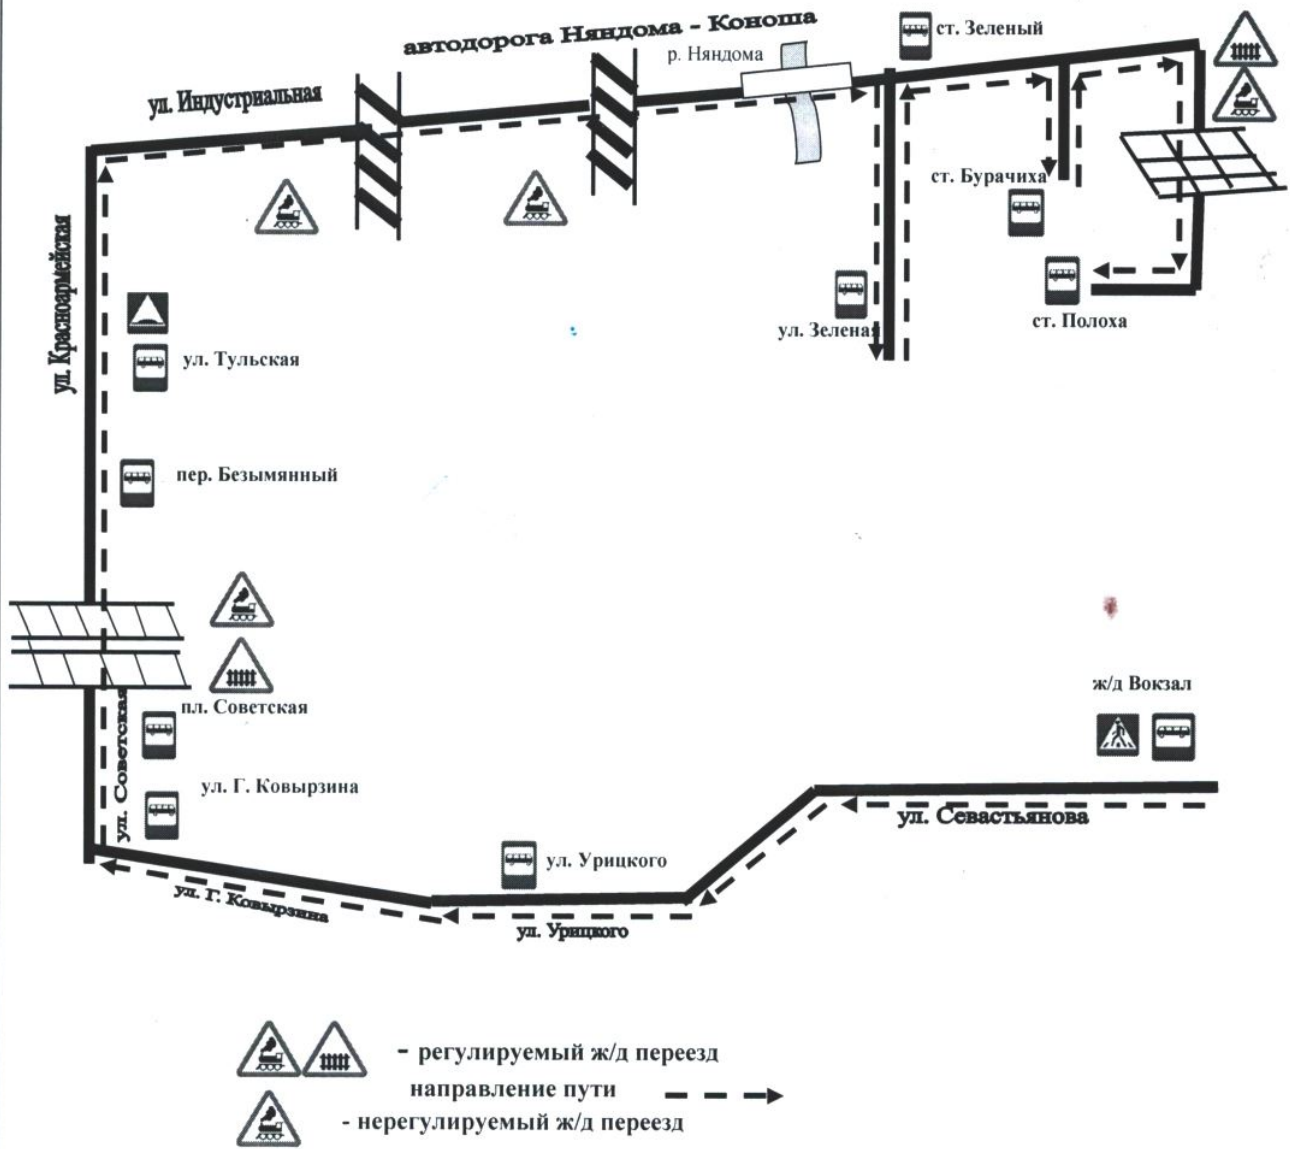 автодорога Няндома - Коноша
ст. Зеленый
р. Няндома
ул. Индустриальная
ст. Бурачиха
ул. Красноармейская
ст. Полоха
ул. Зеленая
ул. Тульская
пер. Безымянный
ж/д Вокзал
пл. Советская
ул. Советская
ул. Г. Ковырзина
ул. Севастьянова
ул. Урицкого
ул. Г. Ковырзина
ул. Урицкого
- регулируемый ж/д переезд
направление пути
- нерегулируемый ж/д переезд